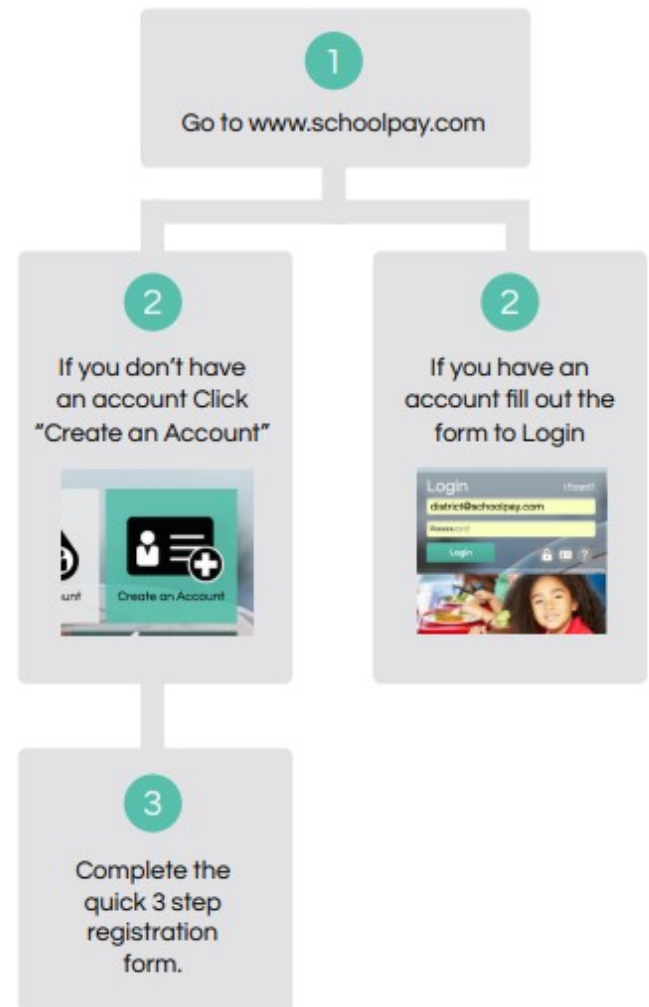 1
Go to www.schoolpay.com
2
If you don't have
an account Click
"Create an Account"
unt
Create an Account
2
If you have an
account fill out the
form to Login
Login
district@schoolpay.com
Password
Login
?
3
Complete the
quick 3 step
registration
form.